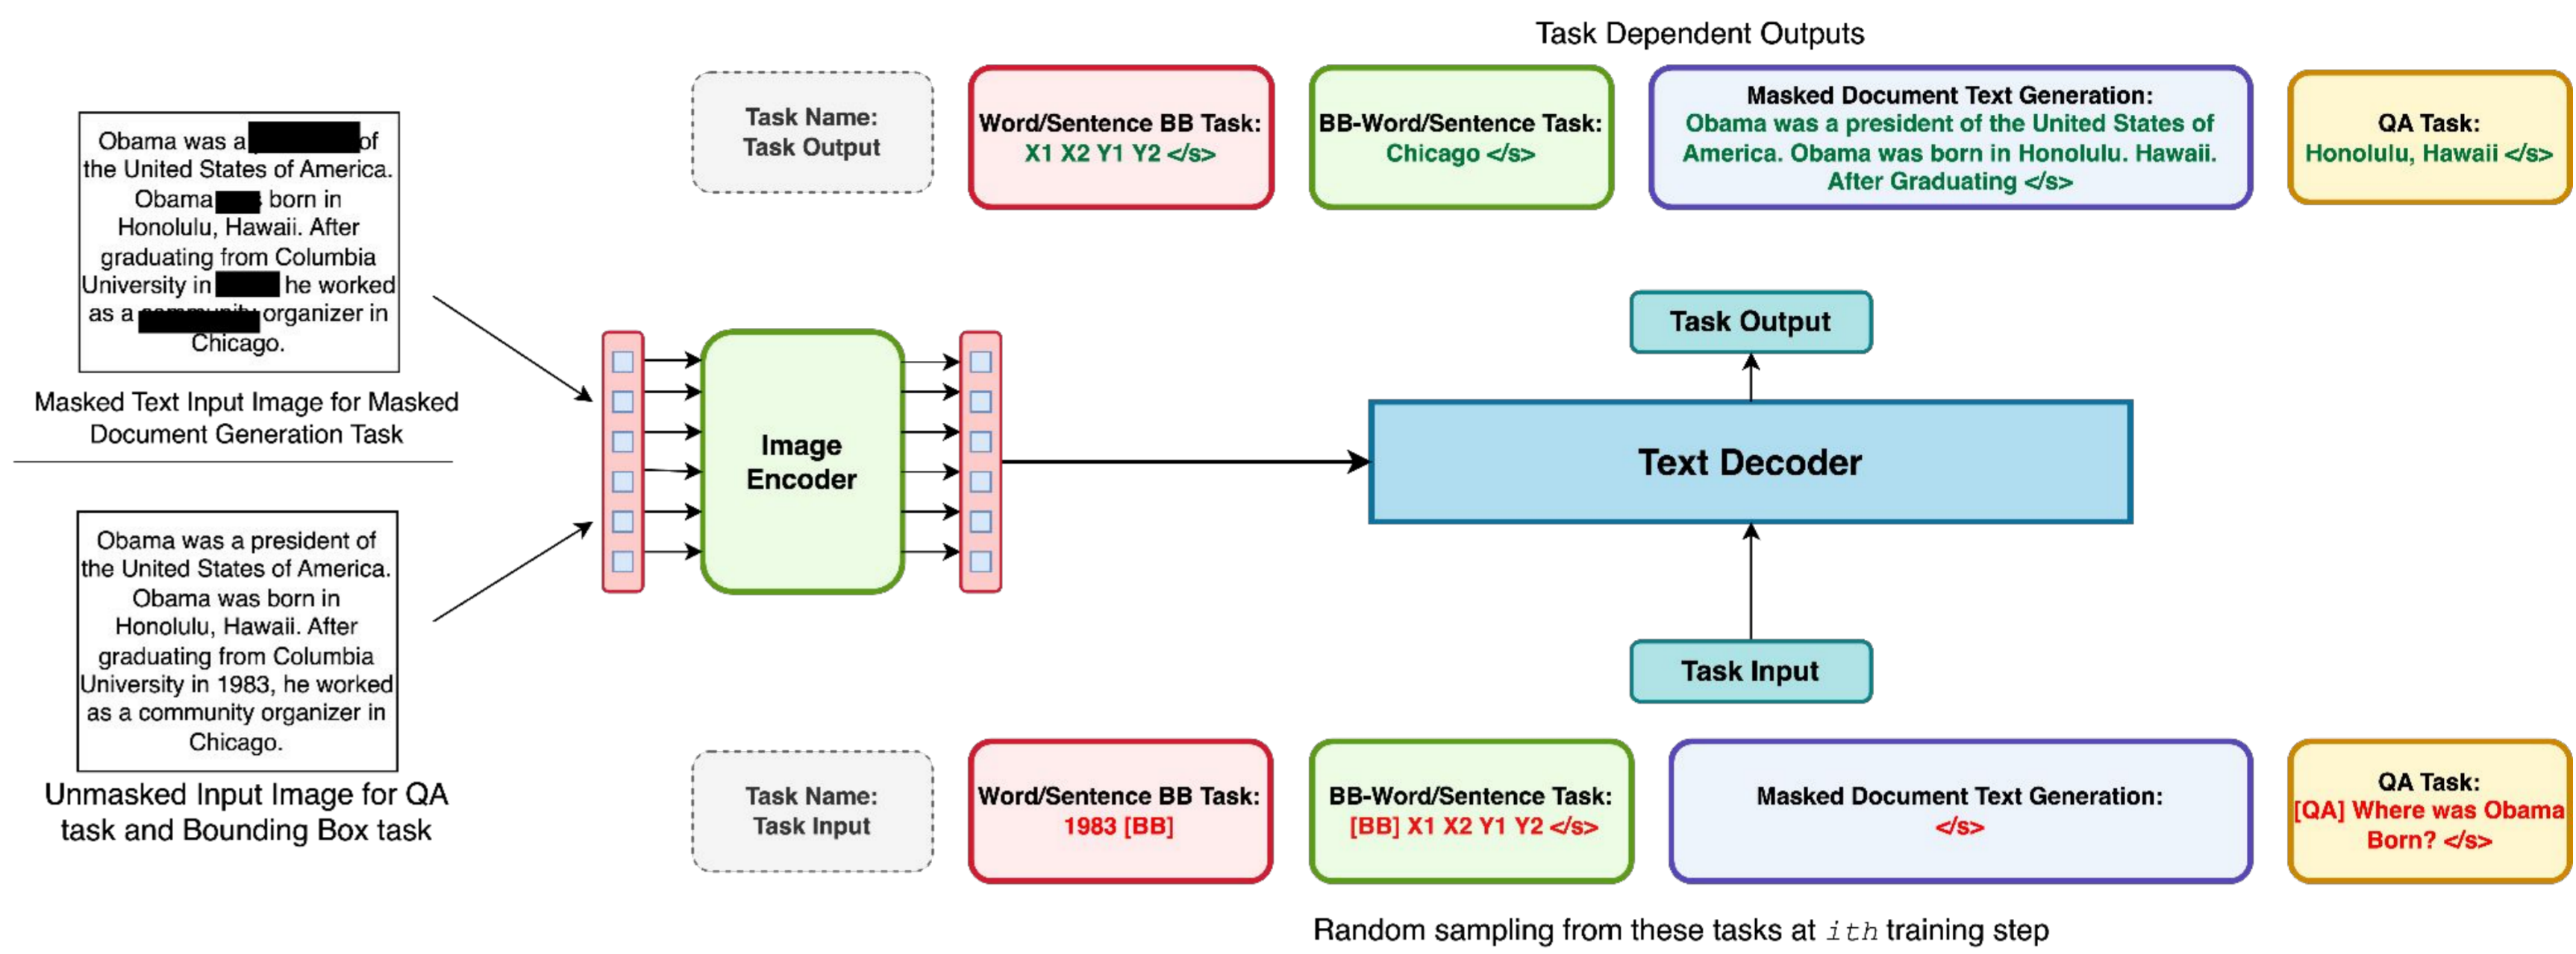 Task Dependent Outputs
Task Name:
Task Output
Word/Sentence BB Task:
X1 X2 Y1 Y2 </s>
BB-Word/Sentence Task:
Chicago </s>
Masked Document Text Generation:
Obama was a president of the United States of
America. Obama was born in Honolulu. Hawaii.
After Graduating </s>
QA Task:
Honolulu, Hawaii </s>
Obama was a of
the United States of America.
Obama born in
Honolulu, Hawaii. After
graduating from Columbia
University in he worked
as a organizer in
Chicago.
Masked Text Input Image for Masked
Document Generation Task
Image
Encoder
Task Output
Text Decoder
Task Input
Obama was a president of
the United States of America.
Obama was born in
Honolulu, Hawaii. After
graduating from Columbia
University in 1983, he worked
as a community organizer in
Chicago.
Unmasked Input Image for QA
task and Bounding Box task
Task Name:
Task Input
Word/Sentence BB Task:
1983 [BB]
BB-Word/Sentence Task:
[BB] X1 X2 Y1 Y2 </s>
Masked Document Text Generation:
</s>
QA Task:
[QA] Where was Obama
Born? </s>
Random sampling from these tasks at ith training step